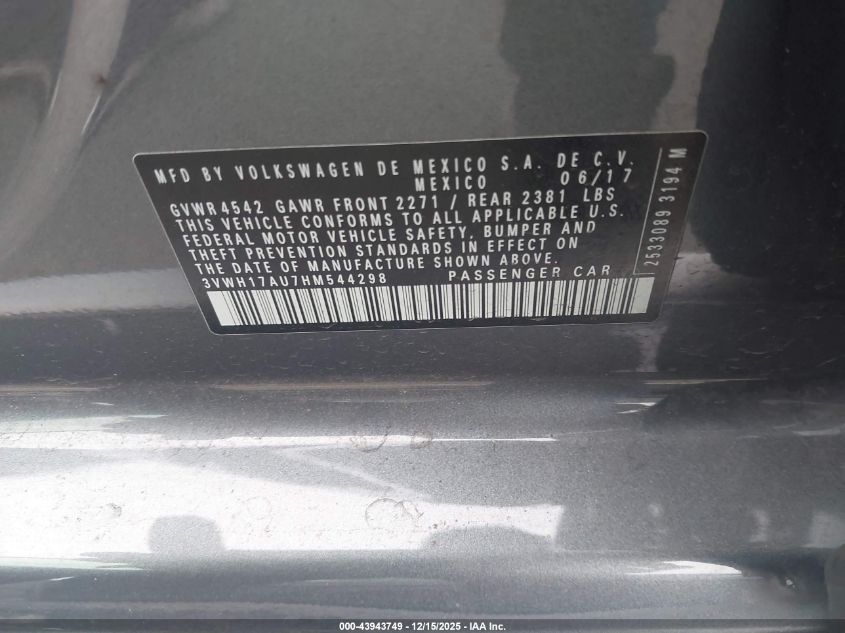 MFD BY VOLKSWAGEN DE MEXICO S.A. DE C.V.
MEXICO 06/17
GVWR 4542 GAWR FRONT 2271 / REAR 2381 LBS
THIS VEHICLE CONFORMS TO ALL APPLICABLE U.S.
FEDERAL MOTOR VEHICLE SAFETY, BUMPER AND
THEFT PREVENTION STANDARDS IN EFFECT ON
THE DATE OF MANUFACTURE SHOWN ABOVE.
3VWH17AU7HM544298 PASSENGER CAR
2533089 3194 M
000-43943749 - 12/15/2025 - IAA Inc.